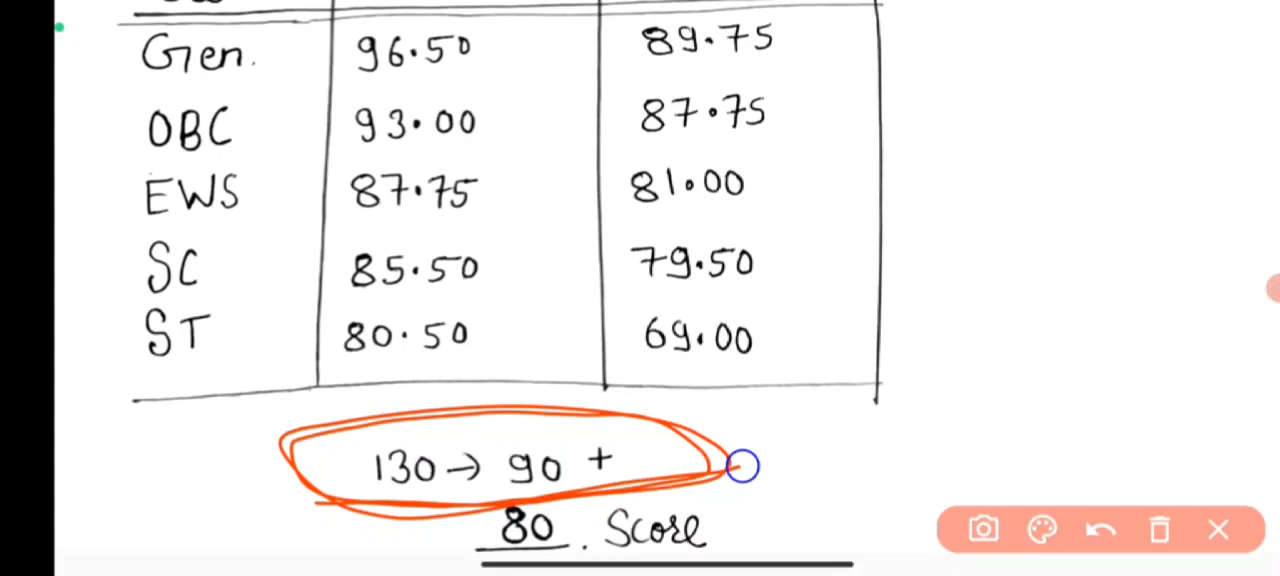 Gen. 96.50 89.75
OBC 93.00 87.75
EWS 87.75 81.00
SC 85.50 79.50
ST 80.50 69.00
130 → 90 +
80. Score